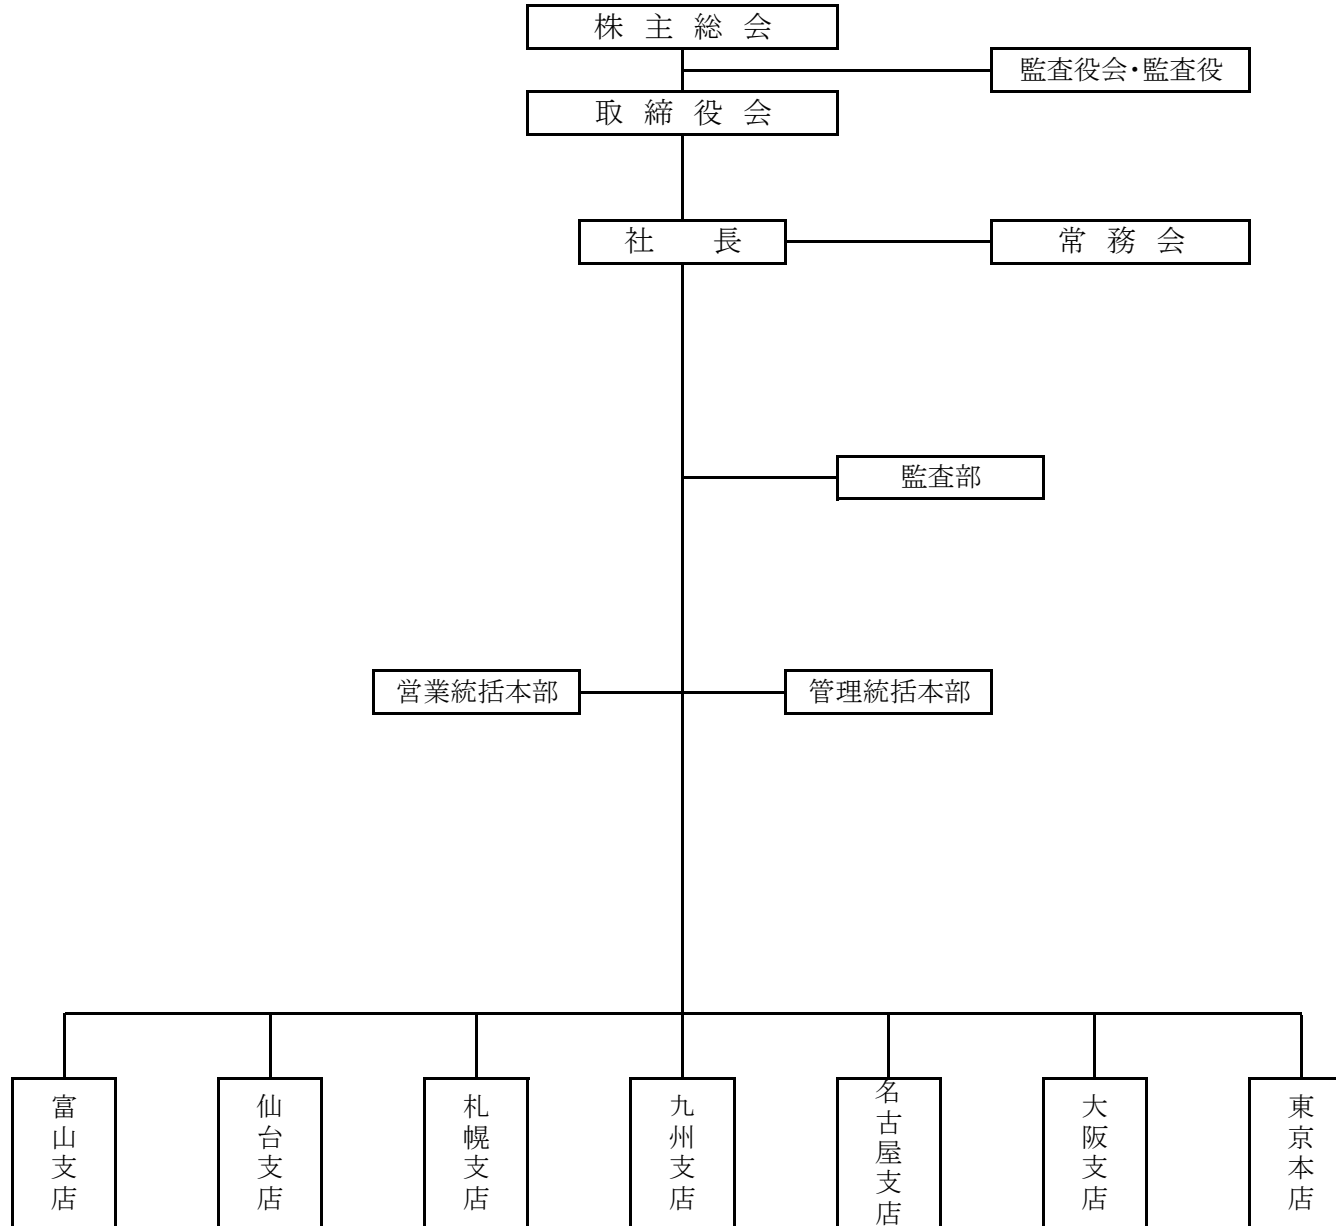 株主総会
監査役会・監査役
取締役会
社長
常務会
監査部
営業統括本部
管理統括本部
富山支店
仙台支店
札幌支店
九州支店
名古屋支店
大阪支店
東京本店